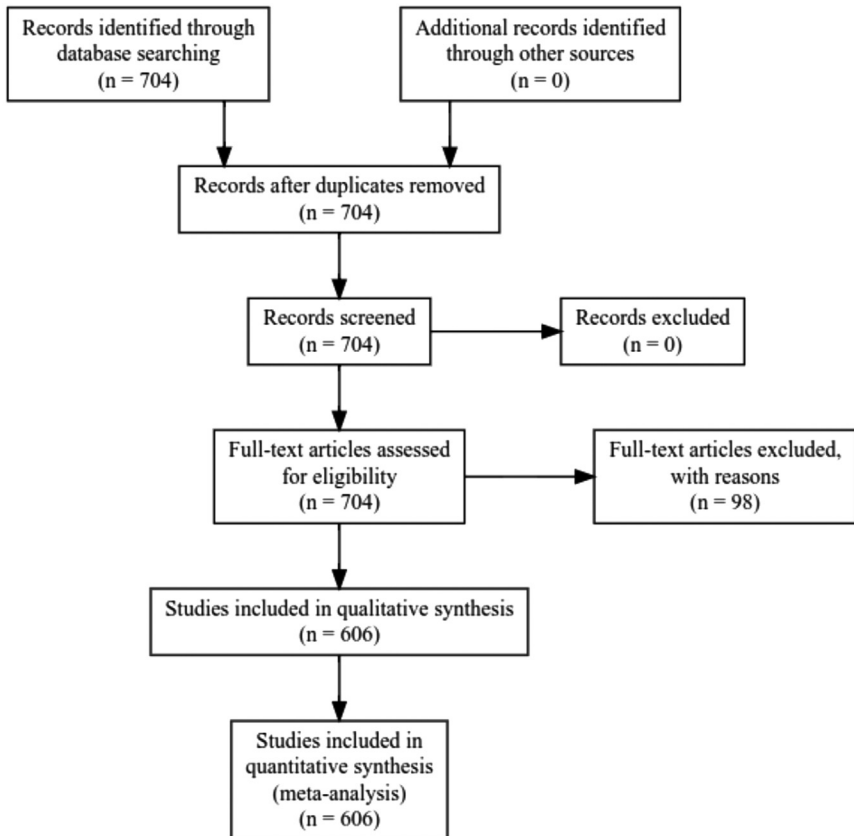 Records identified through
database searching
(n = 704)
Additional records identified
through other sources
(n = 0)
Records after duplicates removed
(n = 704)
Records screened
(n = 704)
Records excluded
(n = 0)
Full-text articles assessed
for eligibility
(n = 704)
Full-text articles excluded,
with reasons
(n = 98)
Studies included in qualitative synthesis
(n = 606)
Studies included in
quantitative synthesis
(meta-analysis)
(n = 606)